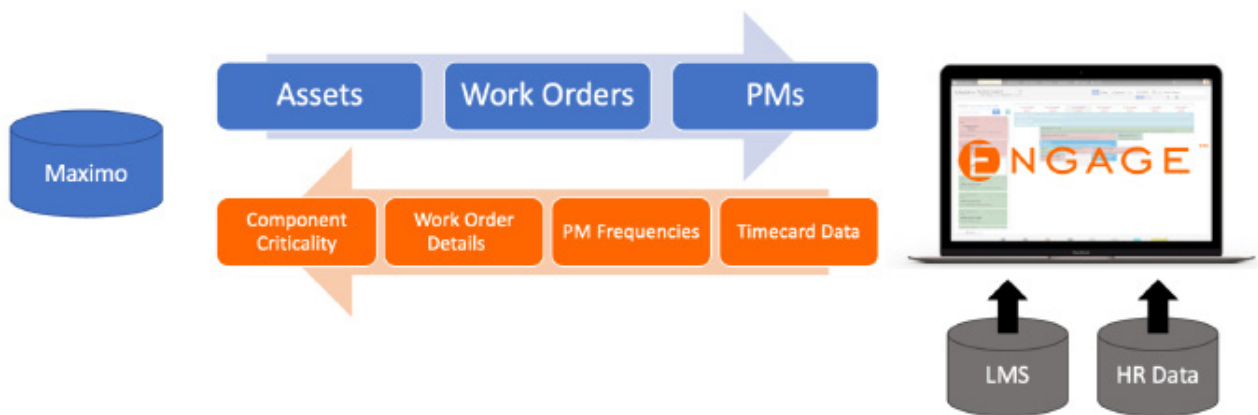 Assets
Work Orders
PMs
Maximo
ENGAGE
Component
Criticality
Work Order
Details
PM Frequencies
Timecard Data
LMS
HR Data